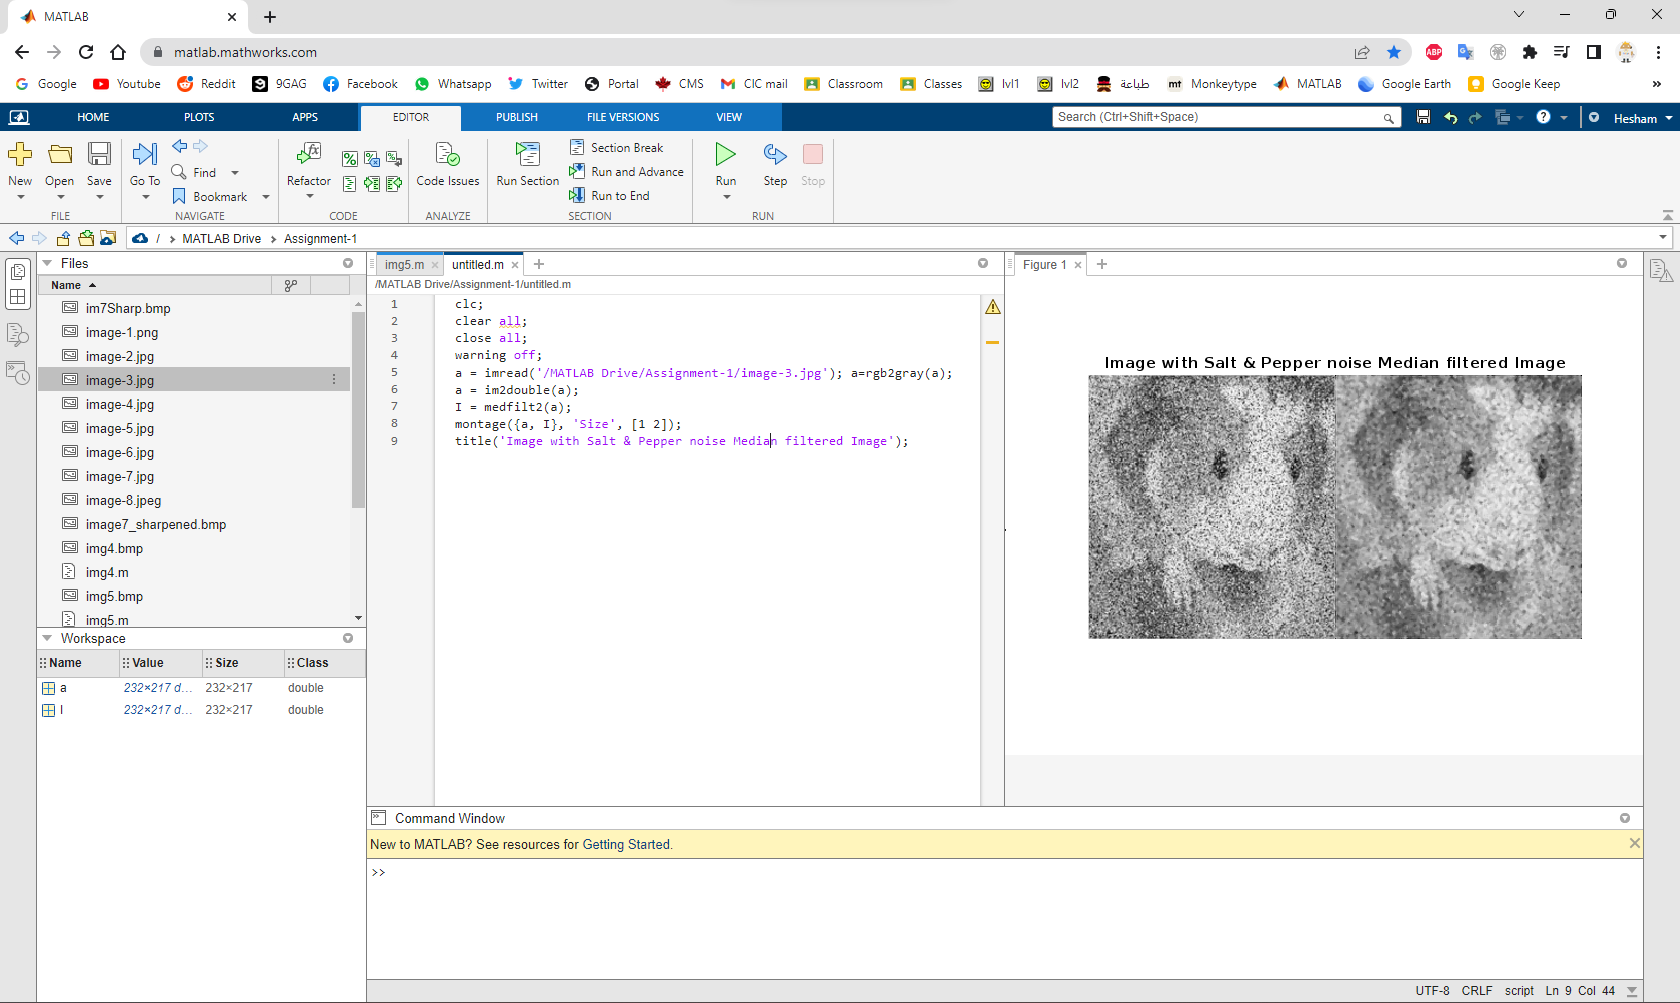 MATLAB
matlab.mathworks.com
Google Youtube Reddit 9GAG Facebook Whatsapp Twitter Portal CMS CIC mail Classroom Classes lvl1 lvl2 طباعة Monkeytype MATLAB Google Earth Google Keep »
HOME PLOTS APPS EDITOR PUBLISH FILE VERSIONS VIEW Search (Ctrl+Shift+Space) Hesham
New Open Save Go To Find Bookmark Refactor Code Issues Run Section Section Break Run and Advance Run to End Run Step Stop
FILE NAVIGATE CODE ANALYZE SECTION RUN
/ › MATLAB Drive › Assignment-1
Files
Name
im7Sharp.bmp
image-1.png
image-2.jpg
image-3.jpg
image-4.jpg
image-5.jpg
image-6.jpg
image-7.jpg
image-8.jpeg
image7_sharpened.bmp
img4.bmp
img4.m
img5.bmp
img5.m
Workspace
Name Value Size Class
a 232×217 d... 232×217 double
I 232×217 d... 232×217 double
img5.m untitled.m
/MATLAB Drive/Assignment-1/untitled.m
1 clc;
2 clear all;
3 close all;
4 warning off;
5 a = imread('/MATLAB Drive/Assignment-1/image-3.jpg'); a=rgb2gray(a);
6 a = im2double(a);
7 I = medfilt2(a);
8 montage({a, I}, 'Size', [1 2]);
9 title('Image with Salt & Pepper noise Median filtered Image');
Figure 1
Image with Salt & Pepper noise Median filtered Image
Command Window
New to MATLAB? See resources for Getting Started.
>>
UTF-8 CRLF script Ln 9 Col 44